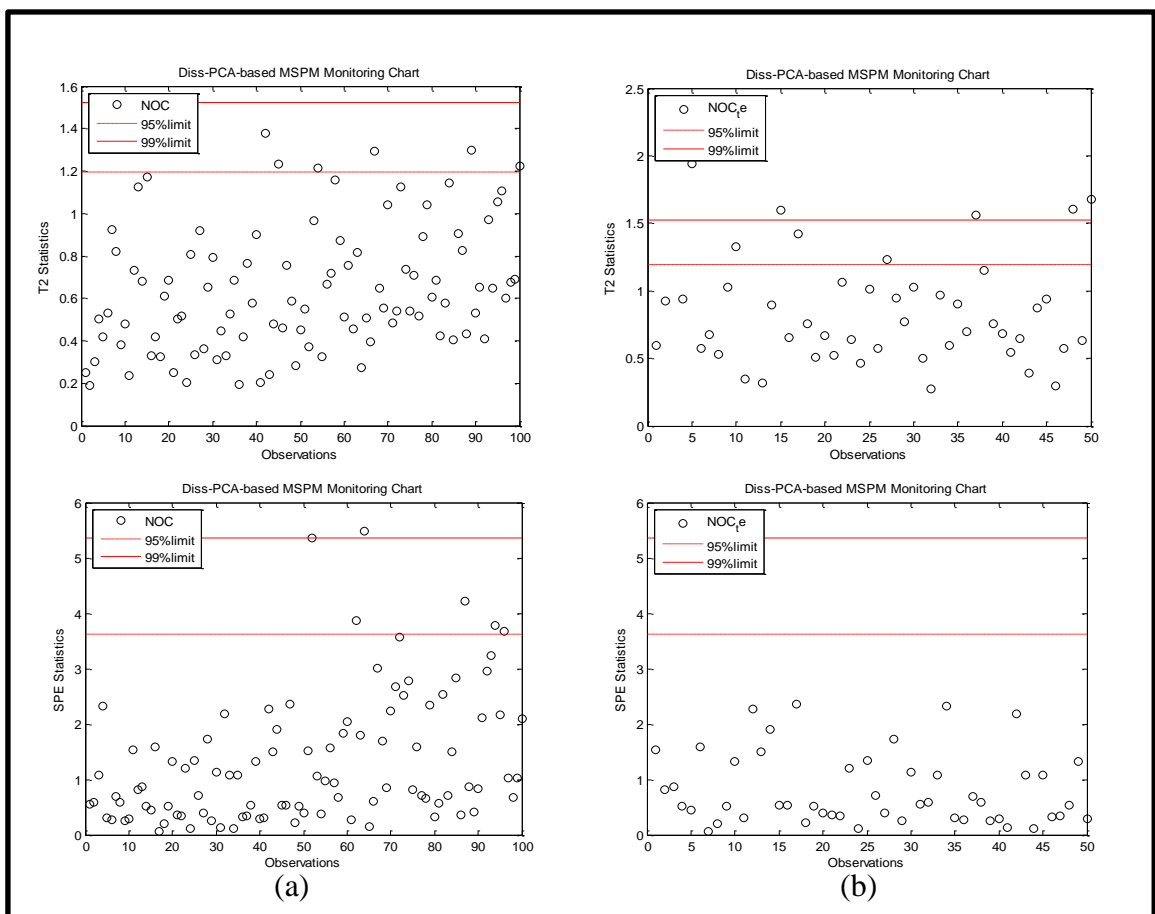 Diss-PCA-based MSPM Monitoring Chart
1.6
1.4
1.2
1
0.8
0.6
0.4
0.2
0
T2 Statistics
NOC
95%limit
99%limit
0 10 20 30 40 50 60 70 80 90 100
Observations
Diss-PCA-based MSPM Monitoring Chart
2.5
2
1.5
1
0.5
0
T2 Statistics
NOCte
95%limit
99%limit
0 5 10 15 20 25 30 35 40 45 50
Observations
Diss-PCA-based MSPM Monitoring Chart
6
5
4
3
2
1
0
SPE Statistics
NOC
95%limit
99%limit
0 10 20 30 40 50 60 70 80 90 100
Observations
(a)
Diss-PCA-based MSPM Monitoring Chart
6
5
4
3
2
1
0
SPE Statistics
NOCte
95%limit
99%limit
0 5 10 15 20 25 30 35 40 45 50
Observations
(b)